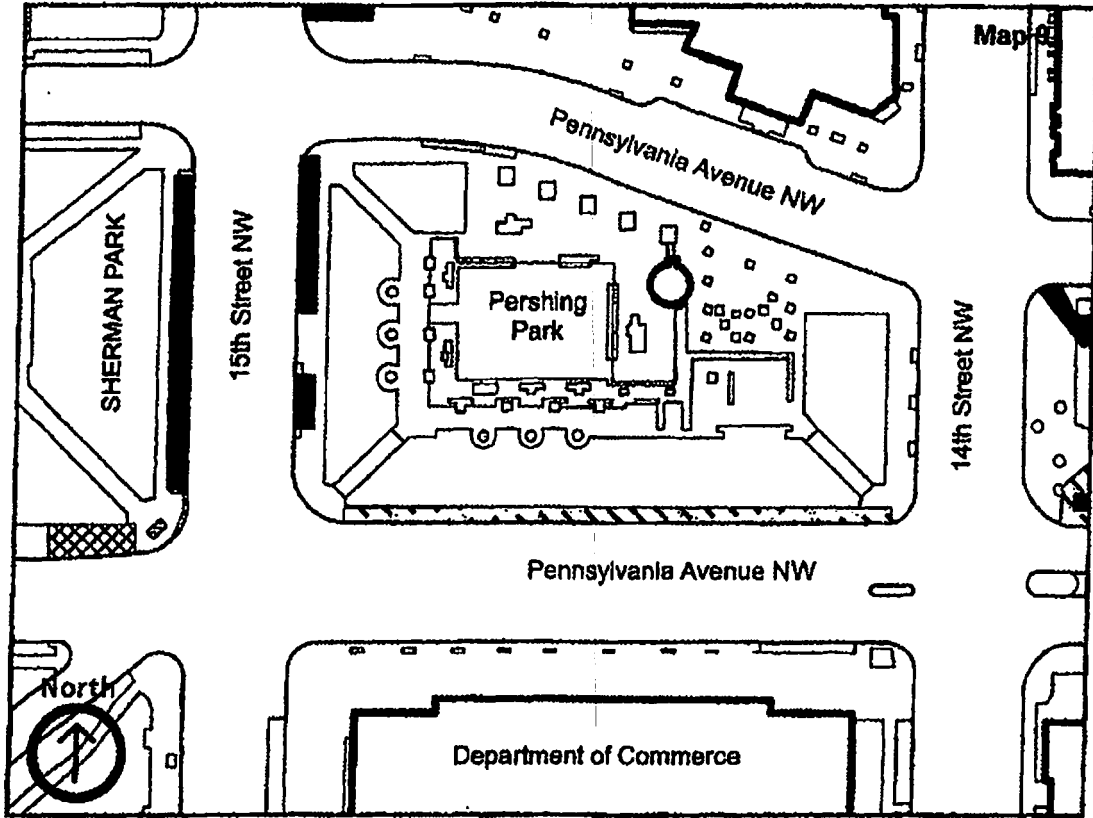 Map 9
Pennsylvania Avenue NW
SHERMAN PARK
15th Street NW
Pershing
Park
14th Street NW
Pennsylvania Avenue NW
North
Department of Commerce